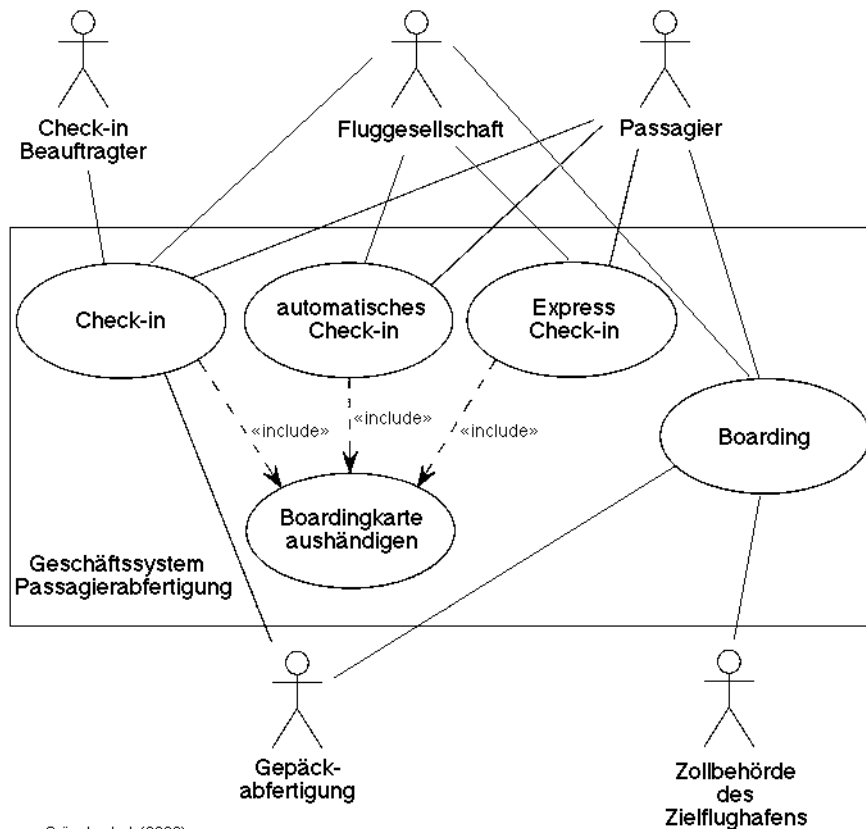 Check-in
Beauftragter
Fluggesellschaft
Passagier
Check-in
automatisches
Check-in
Express
Check-in
«include»
«include»
«include»
Boarding
Boardingkarte
aushändigen
Geschäftssystem
Passagierabfertigung
Gepäck-
abfertigung
Zollbehörde
des
Zielflughafens